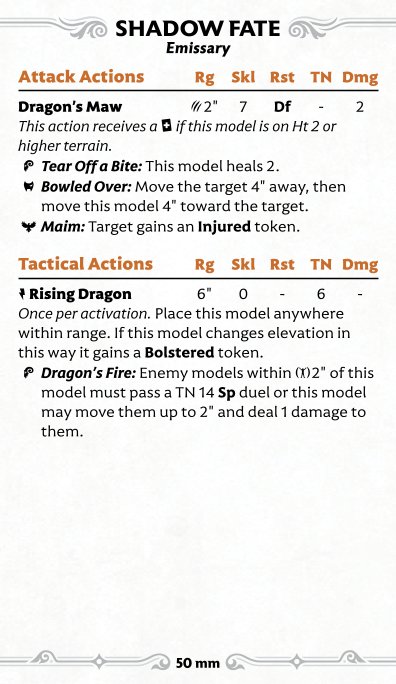 SHADOW FATE
Emissary
Attack Actions Rg Skl Rst TN Dmg
Dragon's Maw 2" 7 Df - 2
This action receives a if this model is on Ht 2 or
higher terrain.
Tear Off a Bite: This model heals 2.
Bowled Over: Move the target 4" away, then
move this model 4" toward the target.
Maim: Target gains an Injured token.
Tactical Actions Rg Skl Rst TN Dmg
Rising Dragon 6" 0 - 6 -
Once per activation. Place this model anywhere
within range. If this model changes elevation in
this way it gains a Bolstered token.
Dragon's Fire: Enemy models within 2" of this
model must pass a TN 14 Sp duel or this model
may move them up to 2" and deal 1 damage to
them.
50 mm